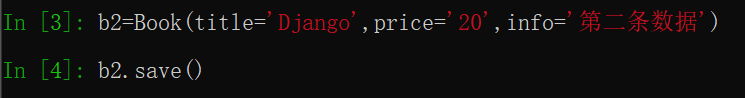 In [3]: b2=Book(title='Django',price='20',info='第二条数据')
In [4]: b2.save()